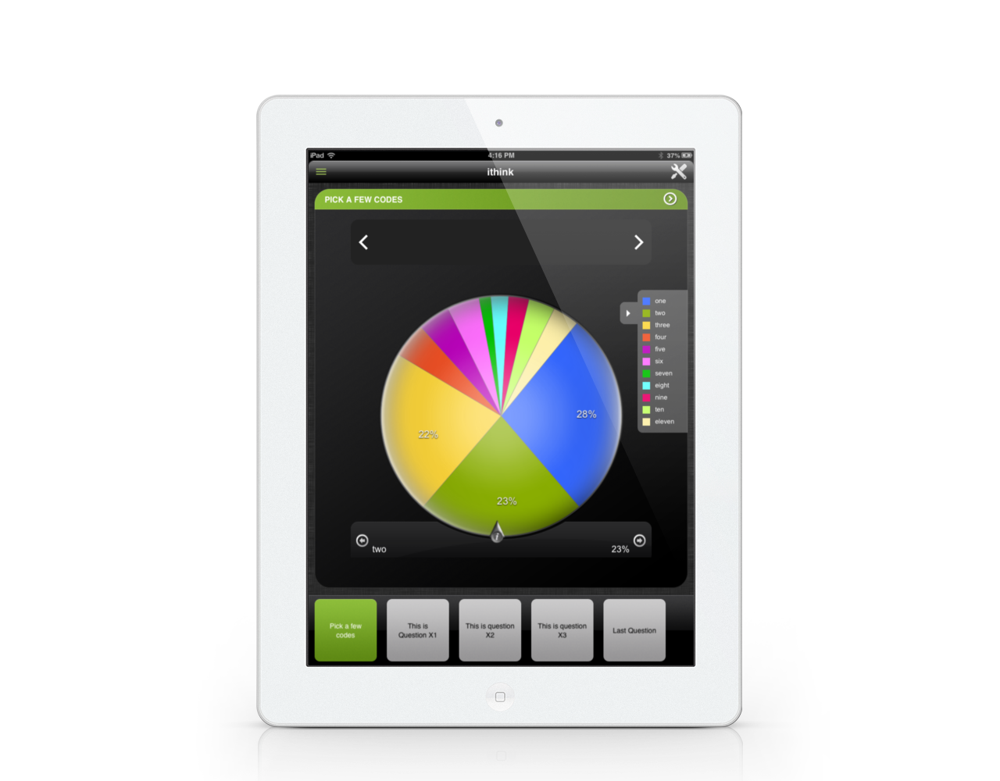 iPad 4:16 PM 37%
ithink
PICK A FEW CODES
one
two
three
four
five
six
seven
eight
nine
ten
eleven
28%
22%
23%
i
two 23%
Pick a few
codes
This is
Question X1
This is question
X2
This is question
X3
Last Question